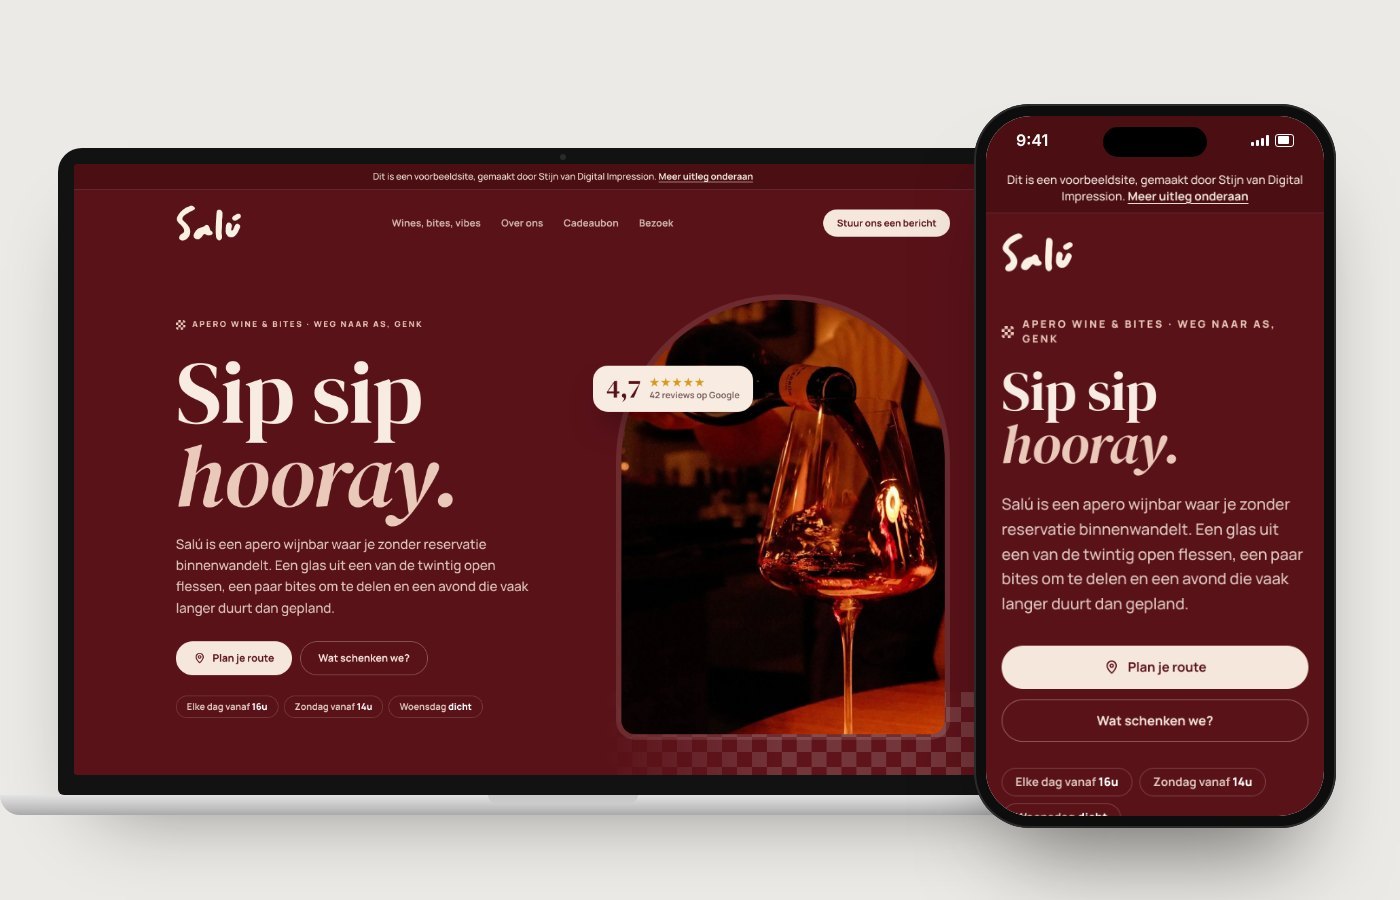 Dit is een voorbeeldsite, gemaakt door Stijn van Digital Impression. Meer uitleg onderaan
Salú
Wines, bites, vibes
Over ons
Cadeaubon
Bezoek
Stuur ons een bericht
APERO WINE & BITES · WEG NAAR AS, GENK
Sip sip
hooray.
Salú is een apero wijnbar waar je zonder reservatie
binnenwandelt. Een glas uit een van de twintig open
flessen, een paar bites om te delen en een avond die vaak
langer duurt dan gepland.
Plan je route
Wat schenken we?
Elke dag vanaf 16u
Zondag vanaf 14u
Woensdag dicht
4,7
★★★★★
42 reviews op Google
9:41
Dit is een voorbeeldsite, gemaakt door Stijn van Digital
Impression. Meer uitleg onderaan
Salú
APERO WINE & BITES · WEG NAAR AS,
GENK
Sip sip
hooray.
Salú is een apero wijnbar waar je zonder
reservatie binnenwandelt. Een glas uit
een van de twintig open flessen, een paar
bites om te delen en een avond die vaak
langer duurt dan gepland.
Plan je route
Wat schenken we?
Elke dag vanaf 16u
Zondag vanaf 14u
Woensdag dicht